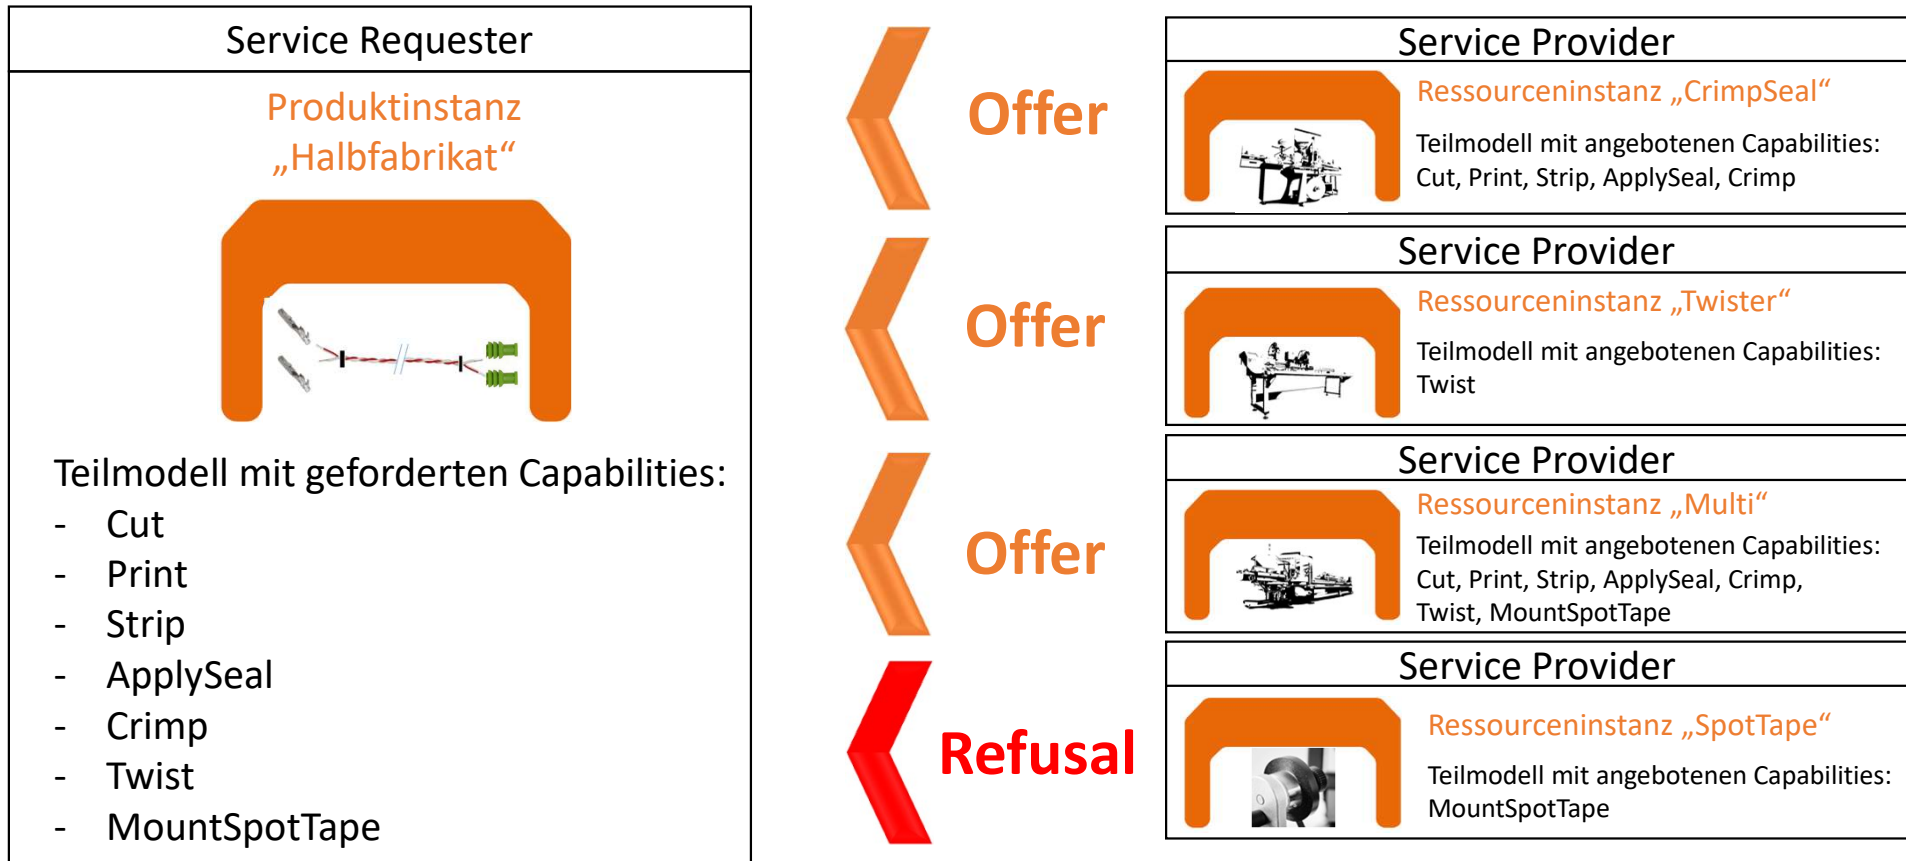 Service Requester
Produktinstanz
„Halbfabrikat“
Teilmodell mit geforderten Capabilities:
- Cut
- Print
- Strip
- ApplySeal
- Crimp
- Twist
- MountSpotTape
Offer
Offer
Offer
Refusal
Service Provider
Ressourceninstanz „CrimpSeal“
Teilmodell mit angebotenen Capabilities:
Cut, Print, Strip, ApplySeal, Crimp
Service Provider
Ressourceninstanz „Twister“
Teilmodell mit angebotenen Capabilities:
Twist
Service Provider
Ressourceninstanz „Multi“
Teilmodell mit angebotenen Capabilities:
Cut, Print, Strip, ApplySeal, Crimp,
Twist, MountSpotTape
Service Provider
Ressourceninstanz „SpotTape“
Teilmodell mit angebotenen Capabilities:
MountSpotTape